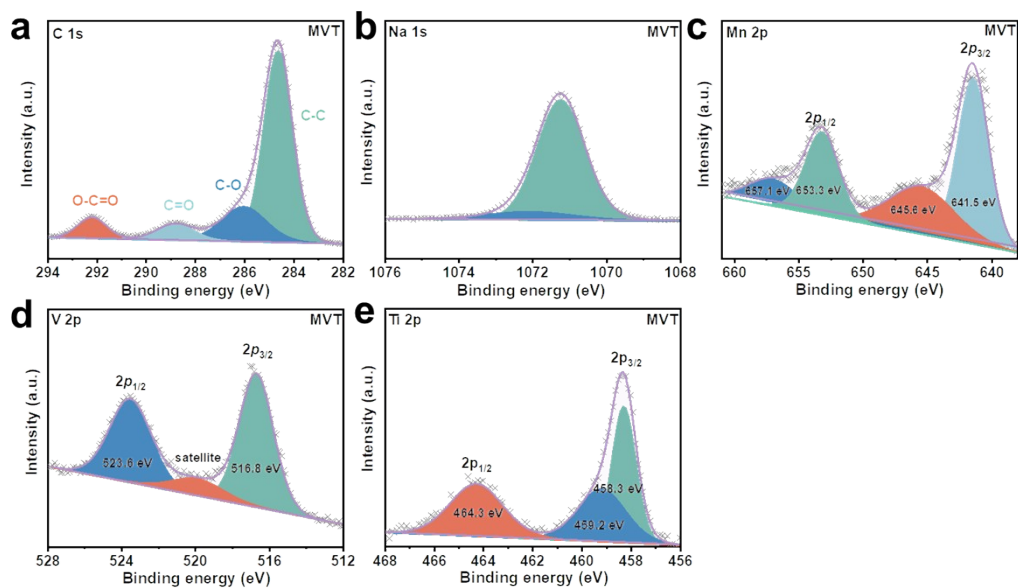 a
C 1s
MVT
C-C
C-O
C=O
O-C=O
Intensity (a.u.)
294 292 290 288 286 284 282
Binding energy (eV)
b
Na 1s
MVT
Intensity (a.u.)
1076 1074 1072 1070 1068
Binding energy (eV)
c
Mn 2p
MVT
2p3/2
2p1/2
657.1 eV
653.3 eV
645.6 eV
641.5 eV
Intensity (a.u.)
660 655 650 645 640
Binding energy (eV)
d
V 2p
MVT
2p3/2
2p1/2
satellite
523.6 eV
516.8 eV
Intensity (a.u.)
528 524 520 516 512
Binding energy (eV)
e
Ti 2p
MVT
2p3/2
2p1/2
458.3 eV
464.3 eV
459.2 eV
Intensity (a.u.)
468 466 464 462 460 458 456
Binding energy (eV)